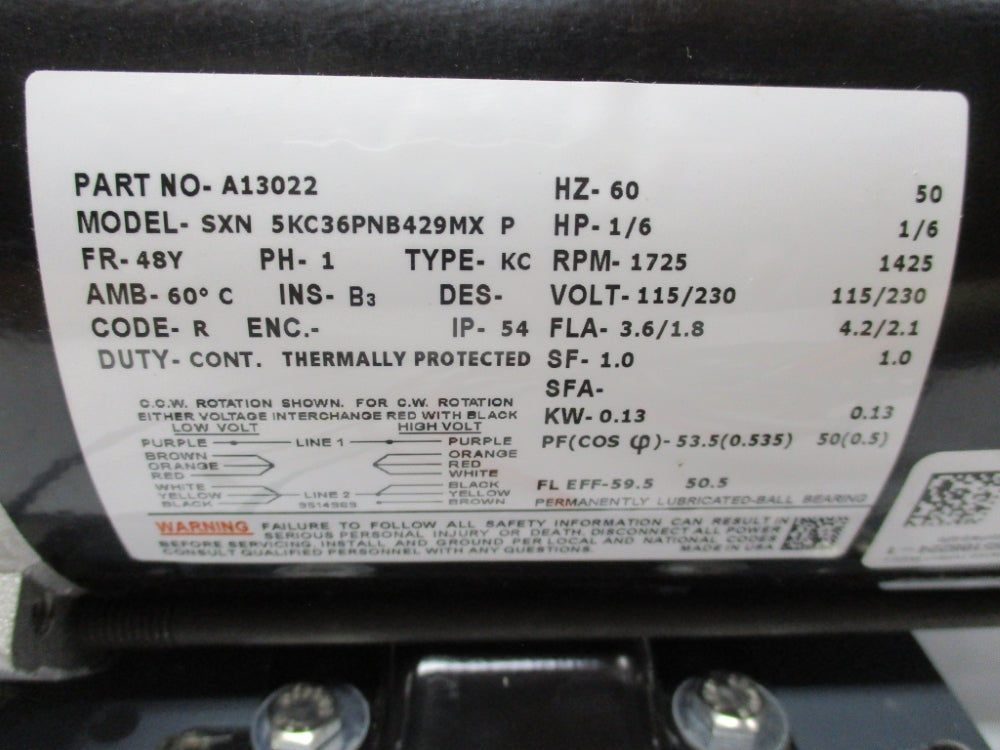 PART NO- A13022 HZ- 60 50
MODEL- SXN 5KC36PNB429MX P HP- 1/6 1/6
FR- 48Y PH- 1 TYPE- KC RPM- 1725 1425
AMB- 60° C INS- B3 DES- VOLT- 115/230 115/230
CODE- R ENC.- IP- 54 FLA- 3.6/1.8 4.2/2.1
DUTY- CONT. THERMALLY PROTECTED SF- 1.0 1.0
SFA-
KW- 0.13 0.13
PF(COS φ)- 53.5(0.535) 50(0.5)
FL EFF-59.5 50.5
PERMANENTLY LUBRICATED-BALL BEARING
C.C.W. ROTATION SHOWN. FOR C.W. ROTATION
EITHER VOLTAGE INTERCHANGE RED WITH BLACK
LOW VOLT HIGH VOLT
PURPLE LINE 1 PURPLE
BROWN ORANGE
ORANGE RED
RED WHITE
WHITE BLACK
YELLOW LINE 2 YELLOW
BLACK 9514969 BROWN
WARNING FAILURE TO FOLLOW ALL SAFETY INFORMATION CAN RESULT IN
SERIOUS PERSONAL INJURY OR DEATH. DISCONNECT ALL POWER
BEFORE SERVICING. INSTALL AND GROUND PER LOCAL AND NATIONAL CODES
CONSULT QUALIFIED PERSONNEL WITH ANY QUESTIONS. MADE IN USA